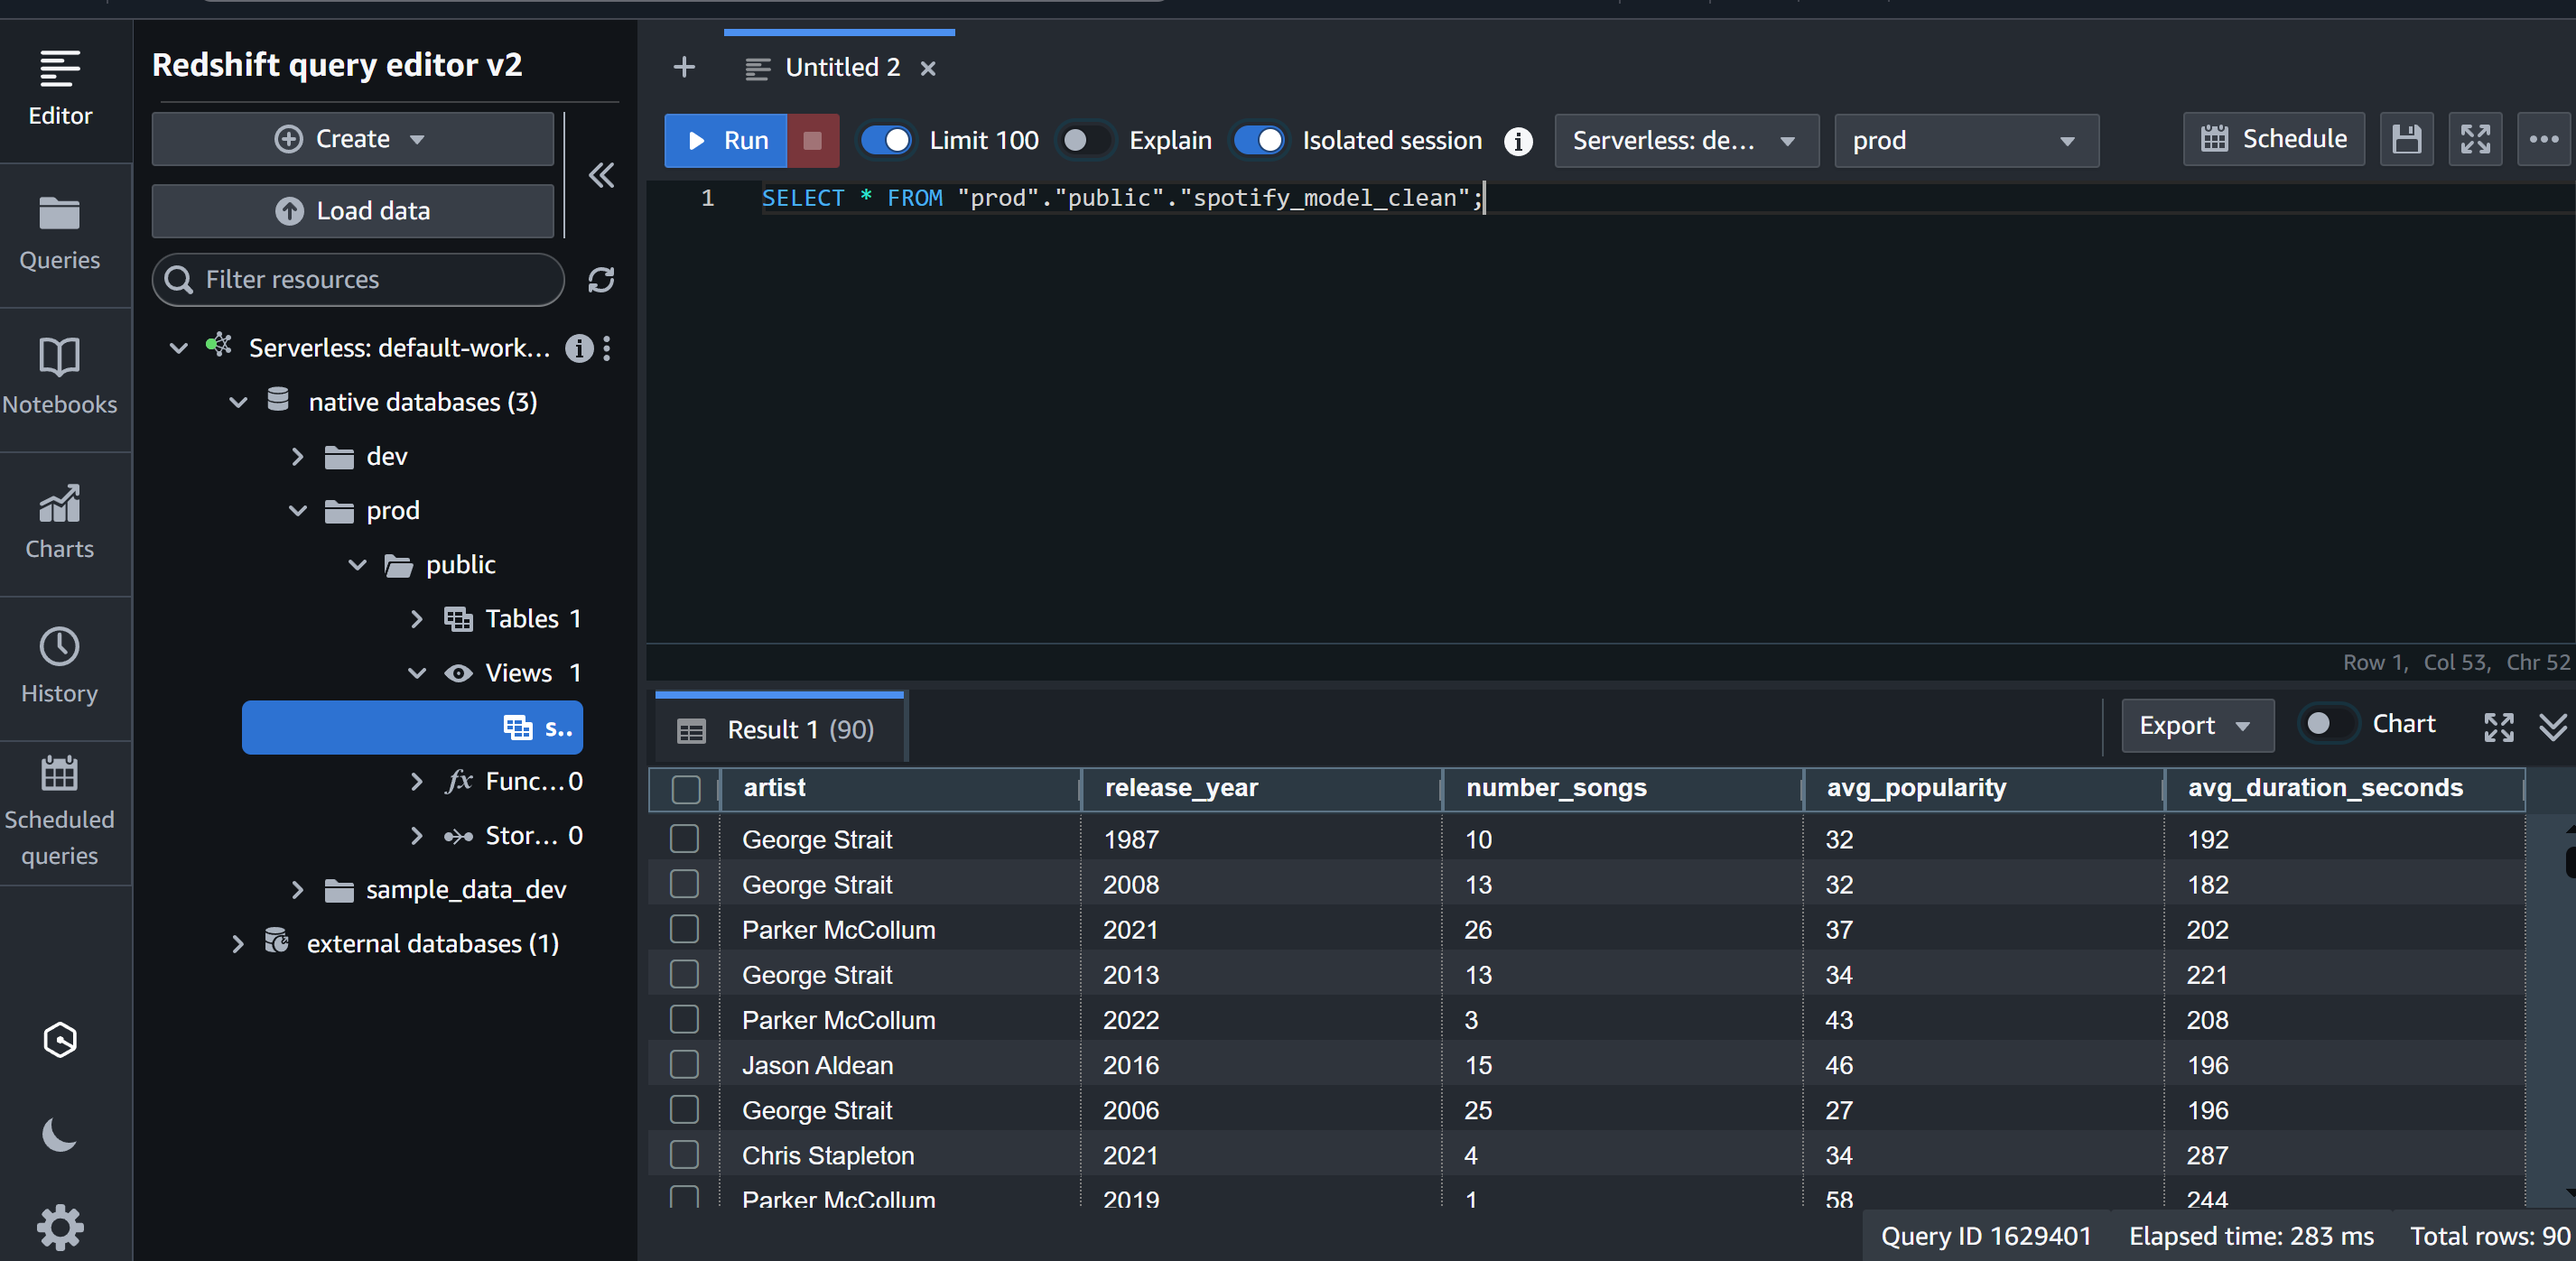 Redshift query editor v2
Editor
Queries
Notebooks
Charts
History
Scheduled
queries
Create
Load data
Filter resources
Serverless: default-work...
native databases (3)
dev
prod
public
Tables 1
Views 1
s..
fx Func...0
Stor... 0
sample_data_dev
external databases (1)
Untitled 2
Run
Limit 100
Explain
Isolated session
Serverless: de...
prod
Schedule
1 SELECT * FROM "prod"."public"."spotify_model_clean";
Row 1, Col 53, Chr 52
Result 1 (90)
Export
Chart
artist release_year number_songs avg_popularity avg_duration_seconds
George Strait 1987 10 32 192
George Strait 2008 13 32 182
Parker McCollum 2021 26 37 202
George Strait 2013 13 34 221
Parker McCollum 2022 3 43 208
Jason Aldean 2016 15 46 196
George Strait 2006 25 27 196
Chris Stapleton 2021 4 34 287
Parker McCollum 2019 1 58 244
Query ID 1629401 Elapsed time: 283 ms Total rows: 90